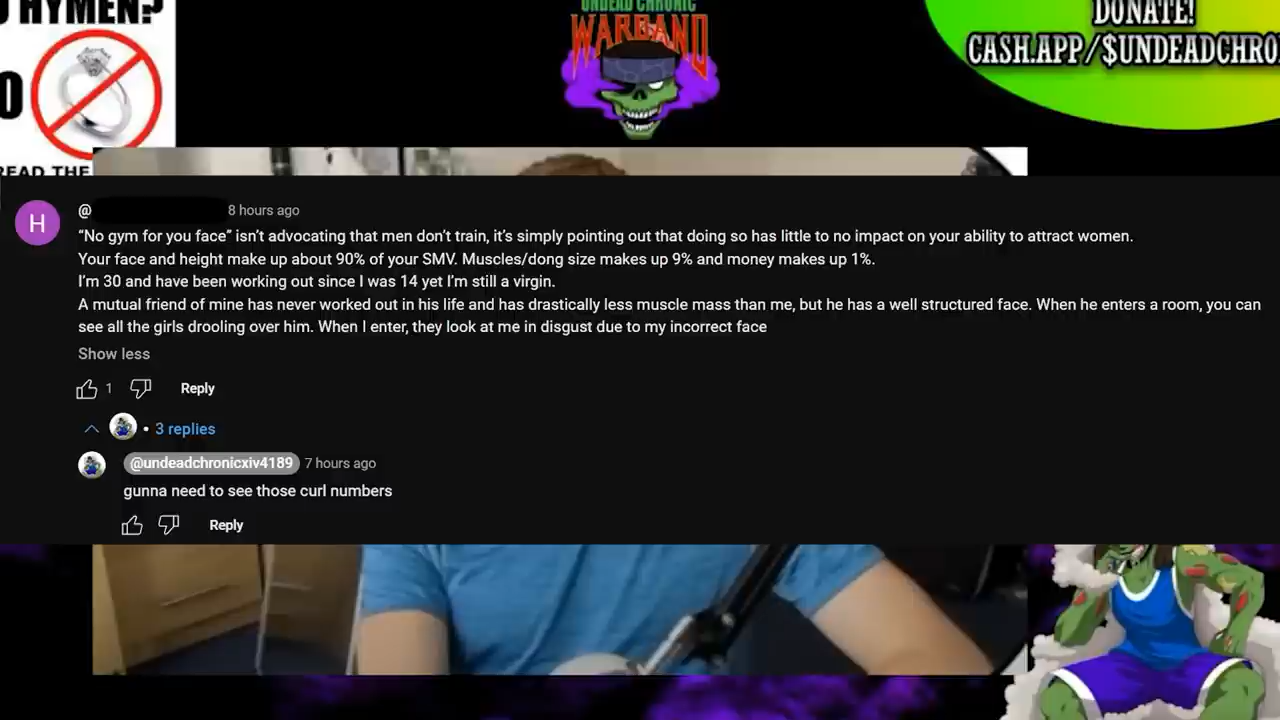 HYMEN?
READ THE
UNDEAD CHRONIC
WARBAND
DONATE!
CASH.APP/$UNDEADCHRO
@
8 hours ago
H
“No gym for you face” isn’t advocating that men don’t train, it’s simply pointing out that doing so has little to no impact on your ability to attract women.
Your face and height make up about 90% of your SMV. Muscles/dong size makes up 9% and money makes up 1%.
I’m 30 and have been working out since I was 14 yet I’m still a virgin.
A mutual friend of mine has never worked out in his life and has drastically less muscle mass than me, but he has a well structured face. When he enters a room, you can
see all the girls drooling over him. When I enter, they look at me in disgust due to my incorrect face
Show less
1 Reply
• 3 replies
@undeadchronicxiv4189 7 hours ago
gunna need to see those curl numbers
Reply